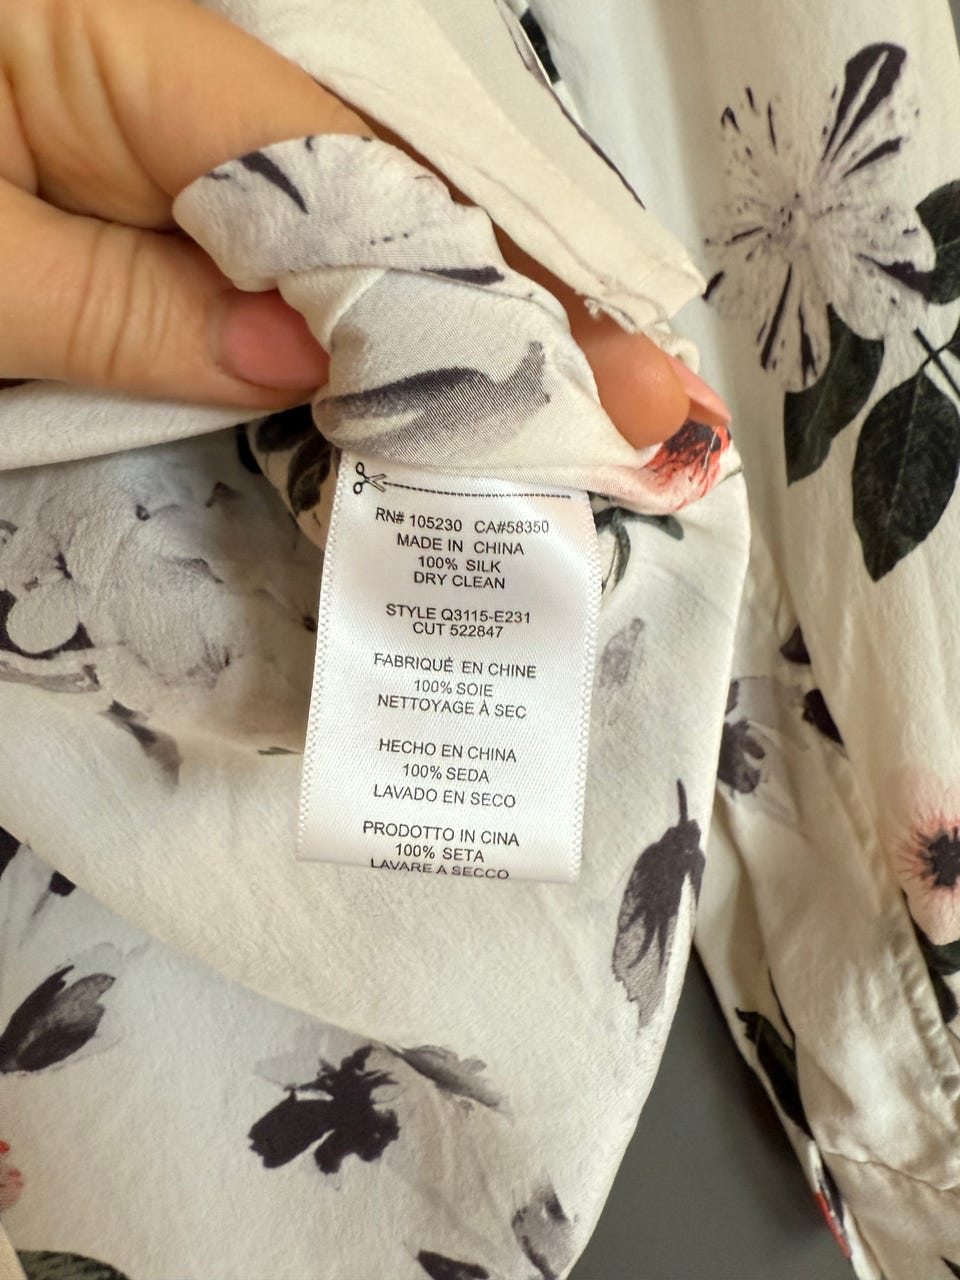 RN# 105230 CA#58350
MADE IN CHINA
100% SILK
DRY CLEAN
STYLE Q3115-E231
CUT 522847
FABRIQUÉ EN CHINE
100% SOIE
NETTOYAGE À SEC
HECHO EN CHINA
100% SEDA
LAVADO EN SECO
PRODOTTO IN CINA
100% SETA
LAVARE A SECCO